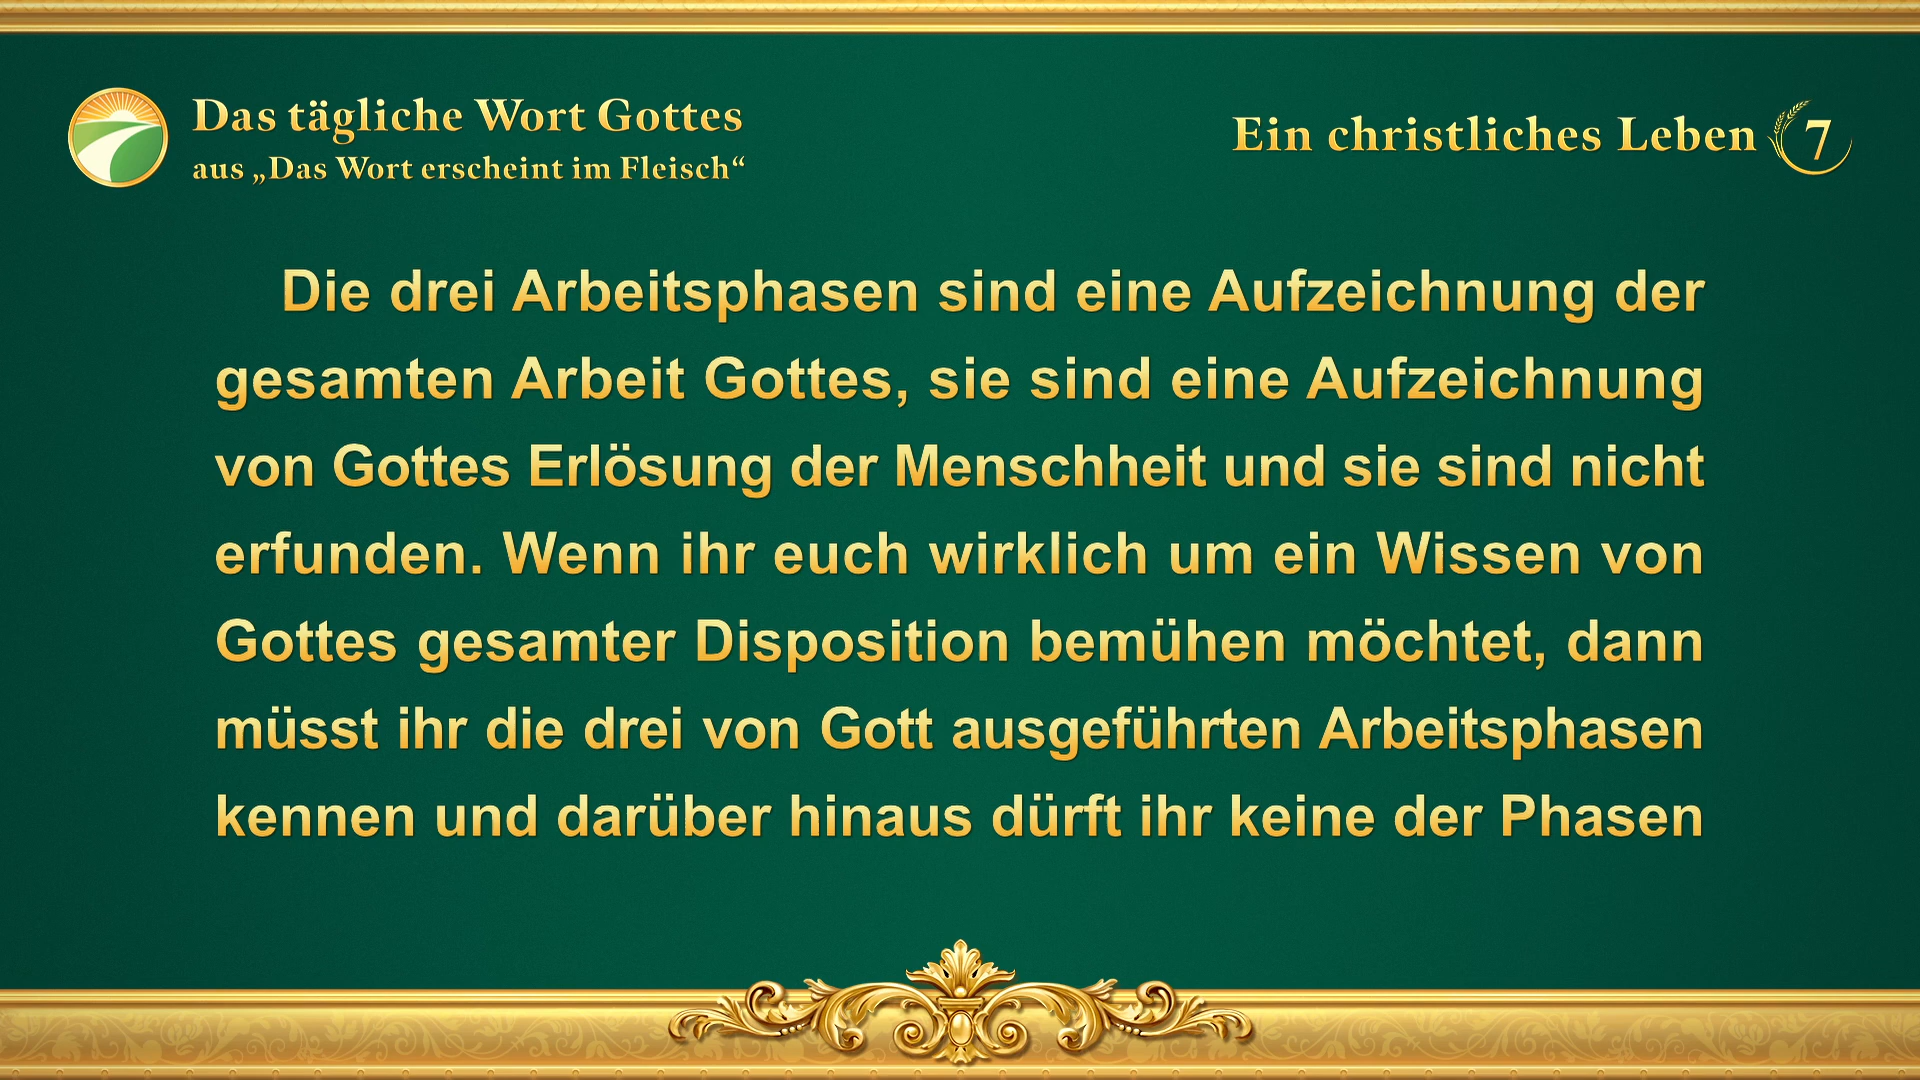 Das tägliche Wort Gottes
aus „Das Wort erscheint im Fleisch“
Ein christliches Leben 7
Die drei Arbeitsphasen sind eine Aufzeichnung der
gesamten Arbeit Gottes, sie sind eine Aufzeichnung
von Gottes Erlösung der Menschheit und sie sind nicht
erfunden. Wenn ihr euch wirklich um ein Wissen von
Gottes gesamter Disposition bemühen möchtet, dann
müsst ihr die drei von Gott ausgeführten Arbeitsphasen
kennen und darüber hinaus dürft ihr keine der Phasen